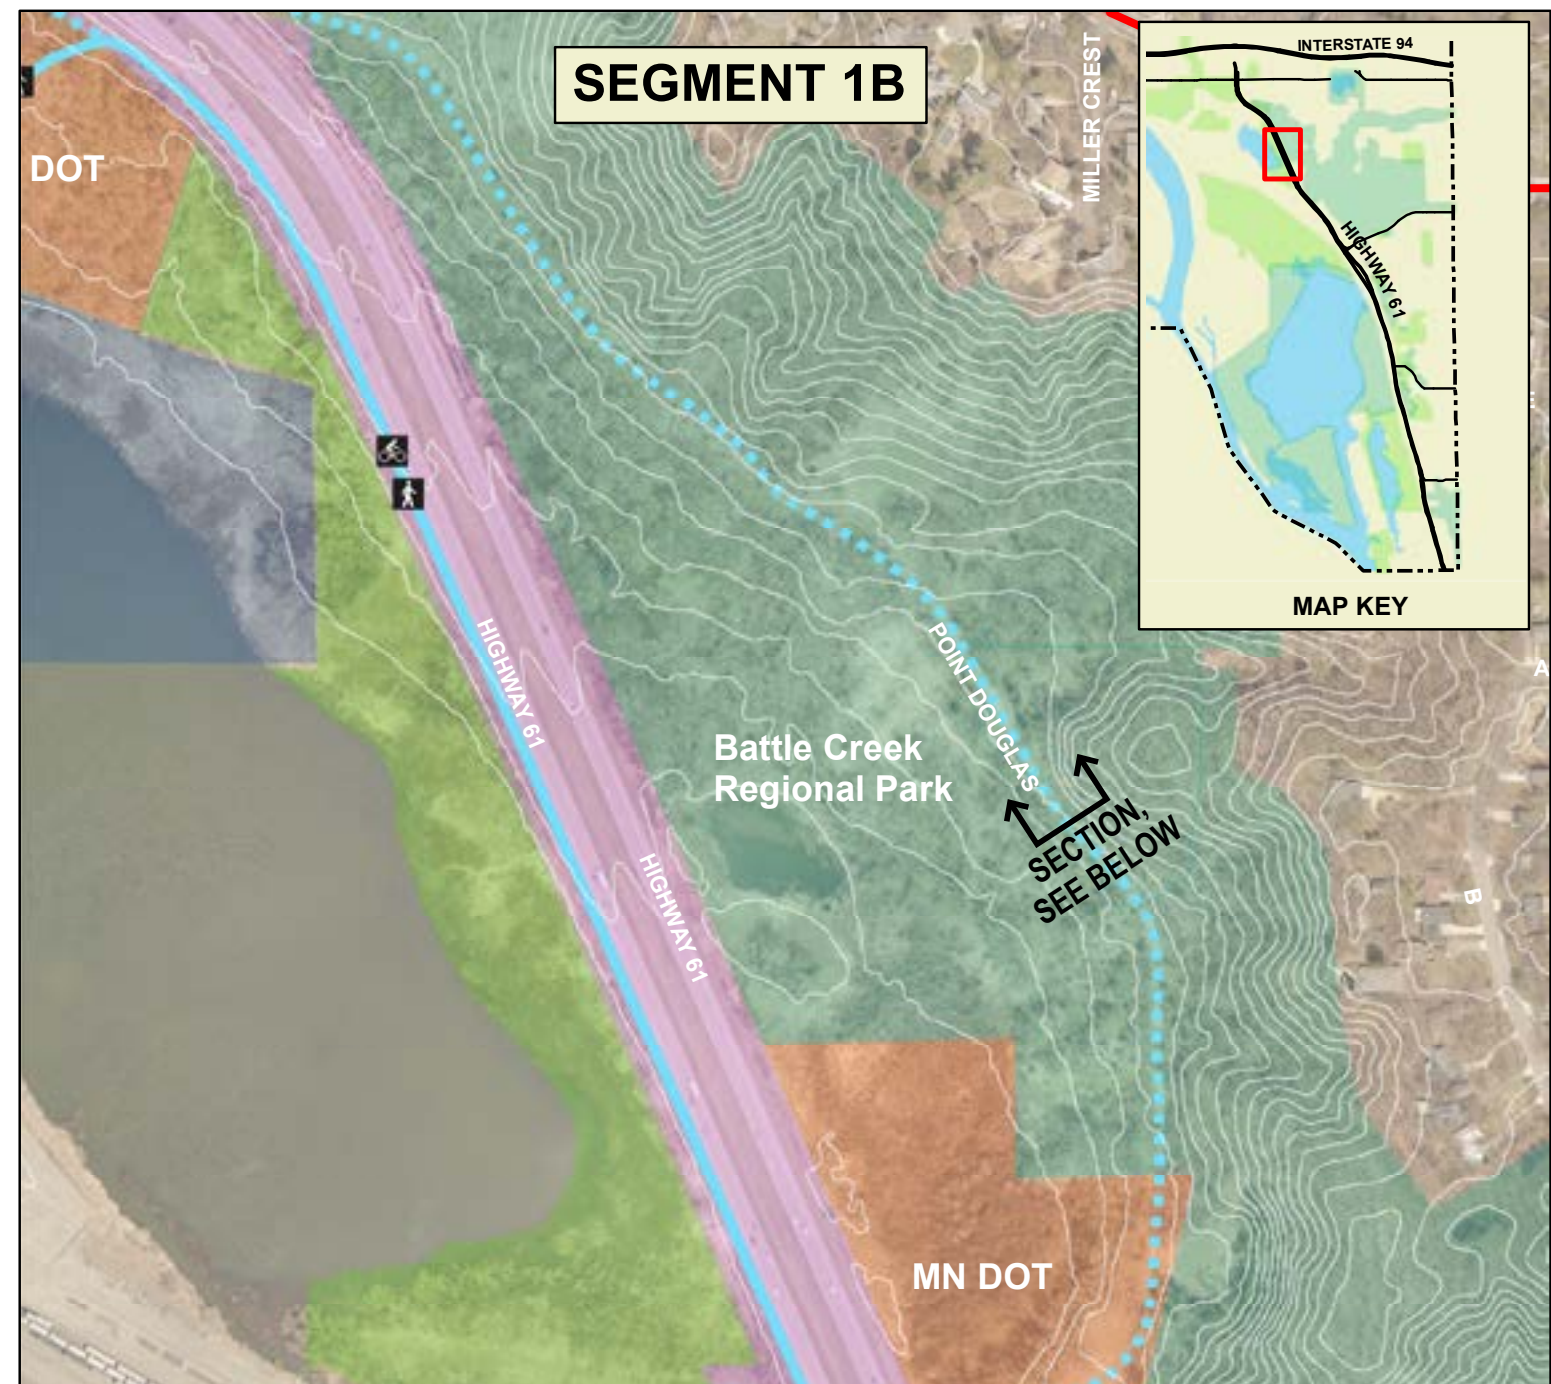 SEGMENT 1B
MILLER CREST
INTERSTATE 94
HIGHWAY 61
MAP KEY
DOT
HIGHWAY 61
POINT DOUGLAS
Battle Creek
Regional Park
SECTION,
SEE BELOW
HIGHWAY 61
A
B
MN DOT